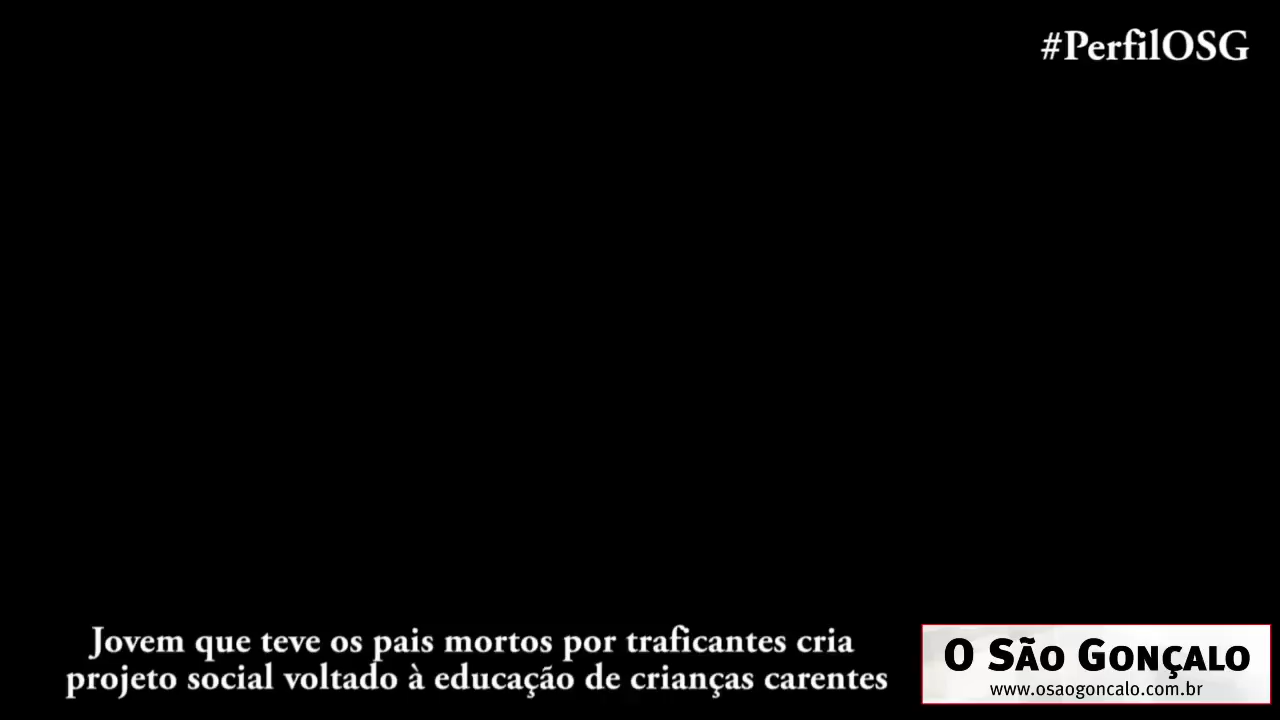 #PerfilOSG
Jovem que teve os pais mortos por traficantes cria
projeto social voltado à educação de crianças carentes
O São Gonçalo
www.osaogoncalo.com.br